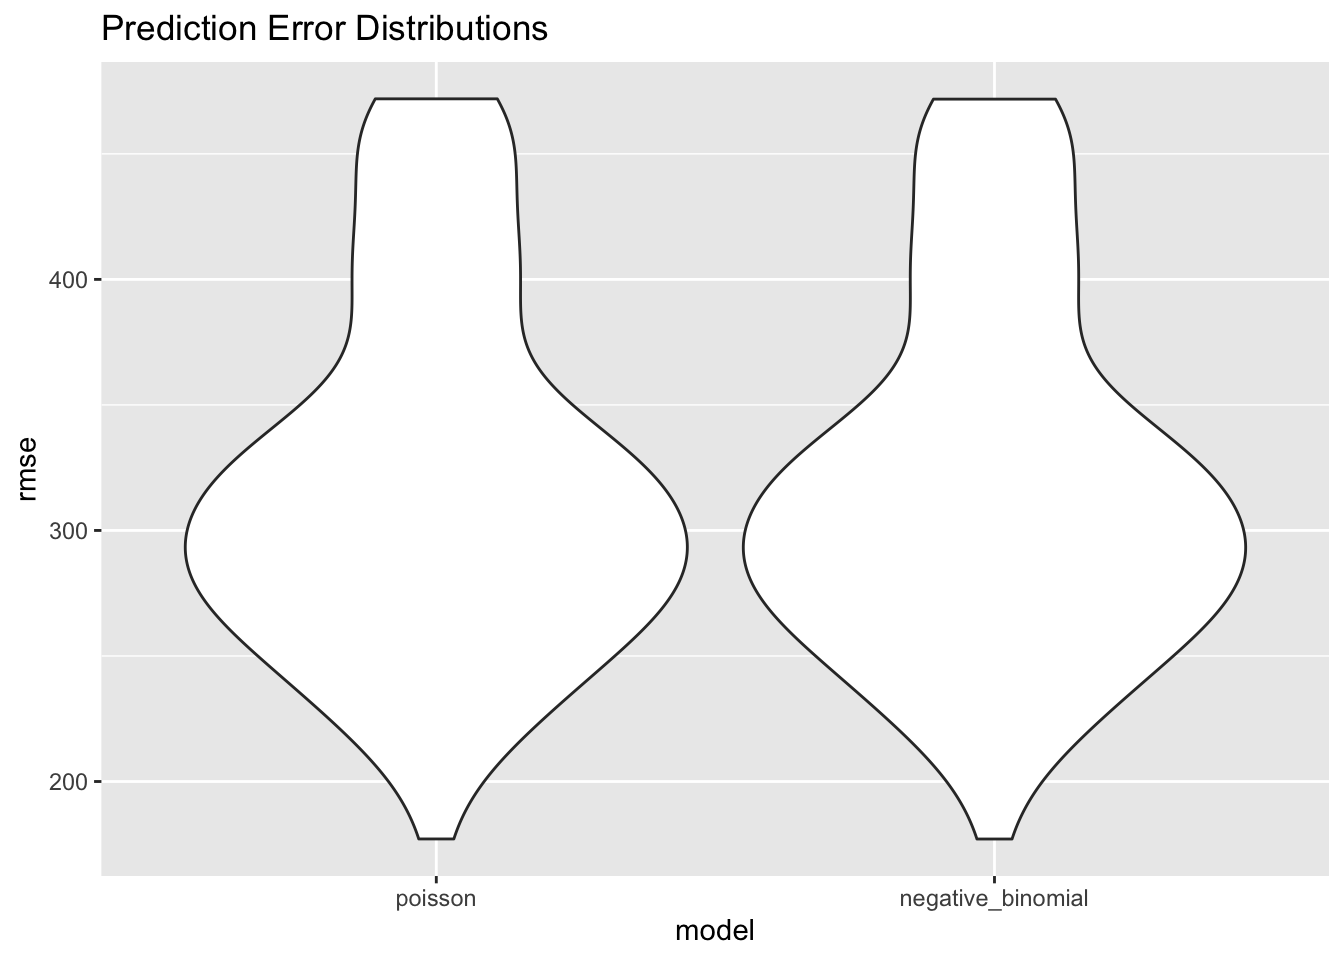 Prediction Error Distributions
rmse
400
300
200
poisson
negative_binomial
model